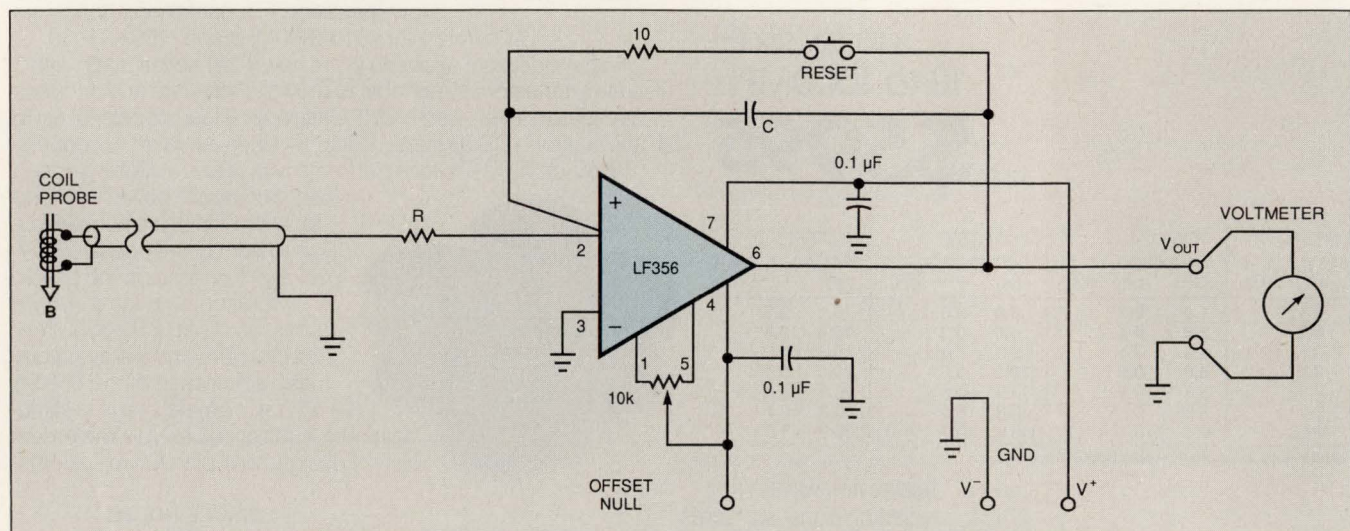 10
RESET
C
0.1 µF
COIL
PROBE
R
+
7
VOLTMETER
2
V OUT
LF356
6
4
B
3
−
1
5
0.1 µF
10k
GND
OFFSET
NULL
V−
V+